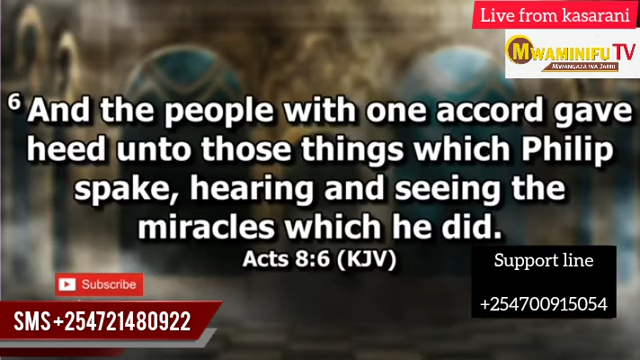 Live from kasarani
MWAMINIFU TV
MWANGAZA WA JAMII
6 And the people with one accord gave
heed unto those things which Philip
spake, hearing and seeing the
miracles which he did.
Acts 8:6 (KJV)
Support line
+254700915054
Subscribe
SMS +254721480922